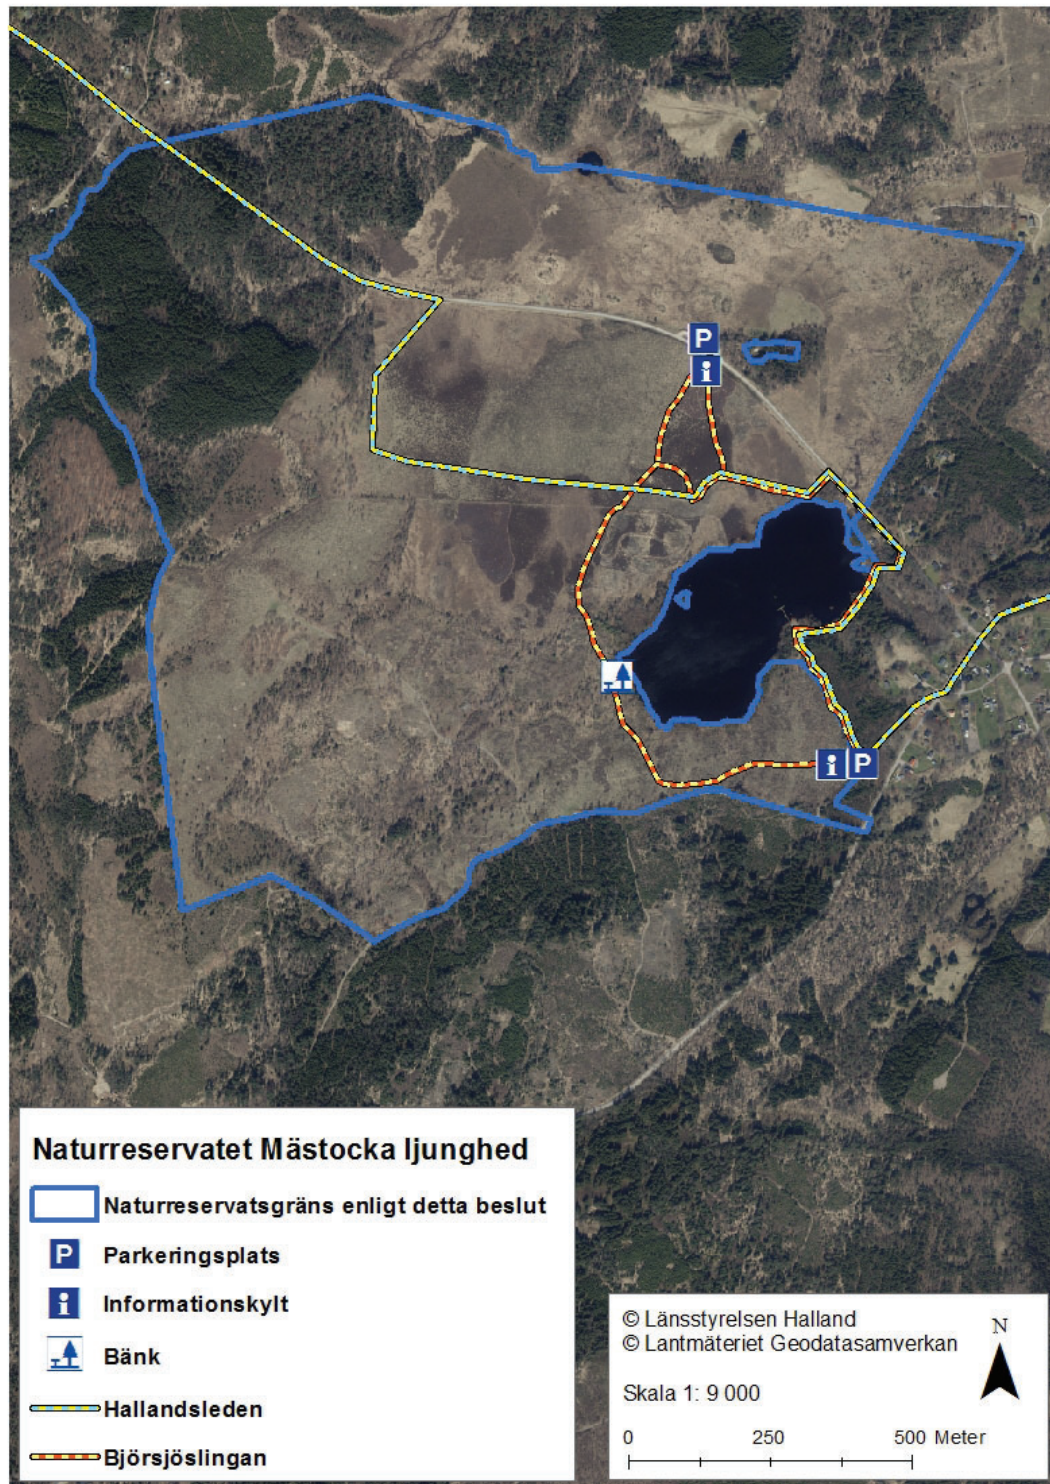 P
i
i P
Naturreservatet Mästocka ljunghed
Naturreservatsgräns enligt detta beslut
P Parkeringsplats
i Informationskylt
Bänk
Hallandsleden
Björsjöslingan
© Länsstyrelsen Halland
© Lantmäteriet Geodatasamverkan
N
Skala 1: 9 000
0 250 500 Meter